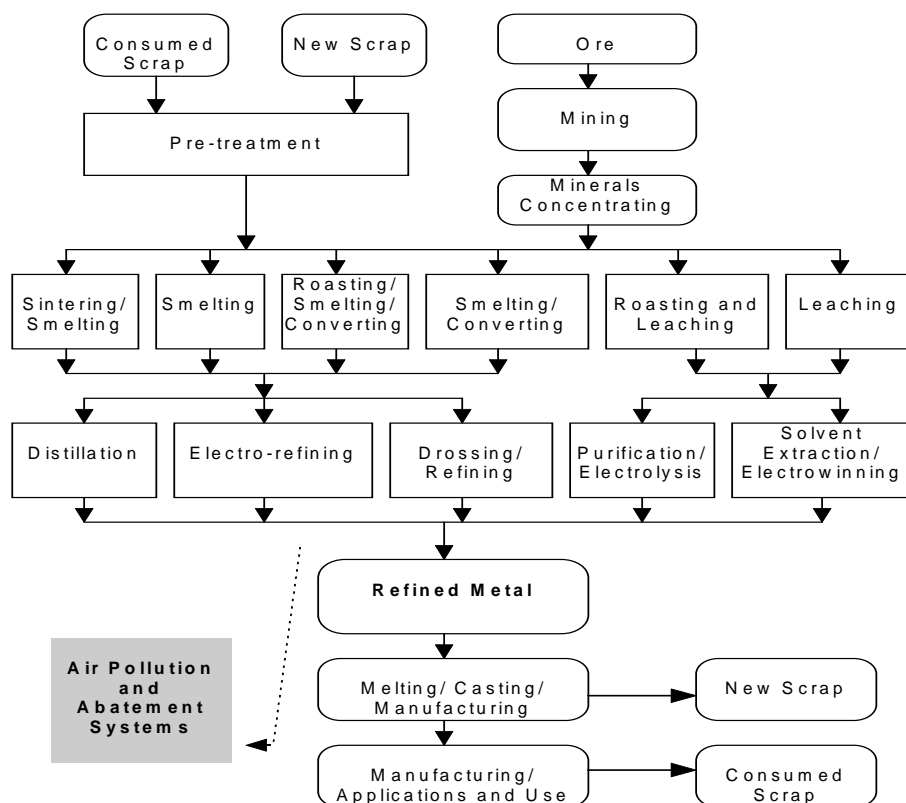 Consumed
Scrap
New Scrap
Ore
Mining
Pre-treatment
Minerals
Concentrating
Sintering/
Smelting
Smelting
Roasting/
Smelting/
Converting
Smelting/
Converting
Roasting and
Leaching
Leaching
Distillation
Electro-refining
Drossing/
Refining
Purification/
Electrolysis
Solvent
Extraction/
Electrowinning
Refined Metal
Air Pollution
and
Abatement
Systems
Melting/ Casting/
Manufacturing
New Scrap
Manufacturing/
Applications and Use
Consumed
Scrap